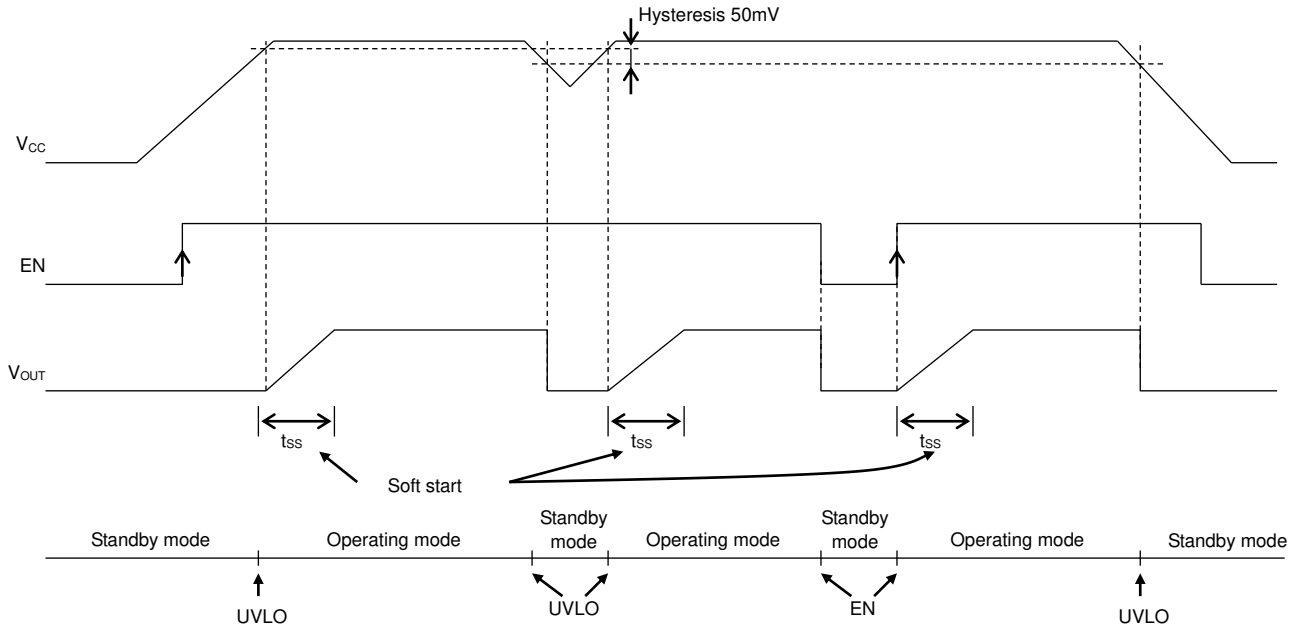 Hysteresis 50mV
VCC
EN
VOUT
tSS
tSS
tSS
Soft start
Standby mode
Operating mode
Standby
mode
Operating mode
Standby
mode
Operating mode
Standby mode
UVLO
UVLO
EN
UVLO